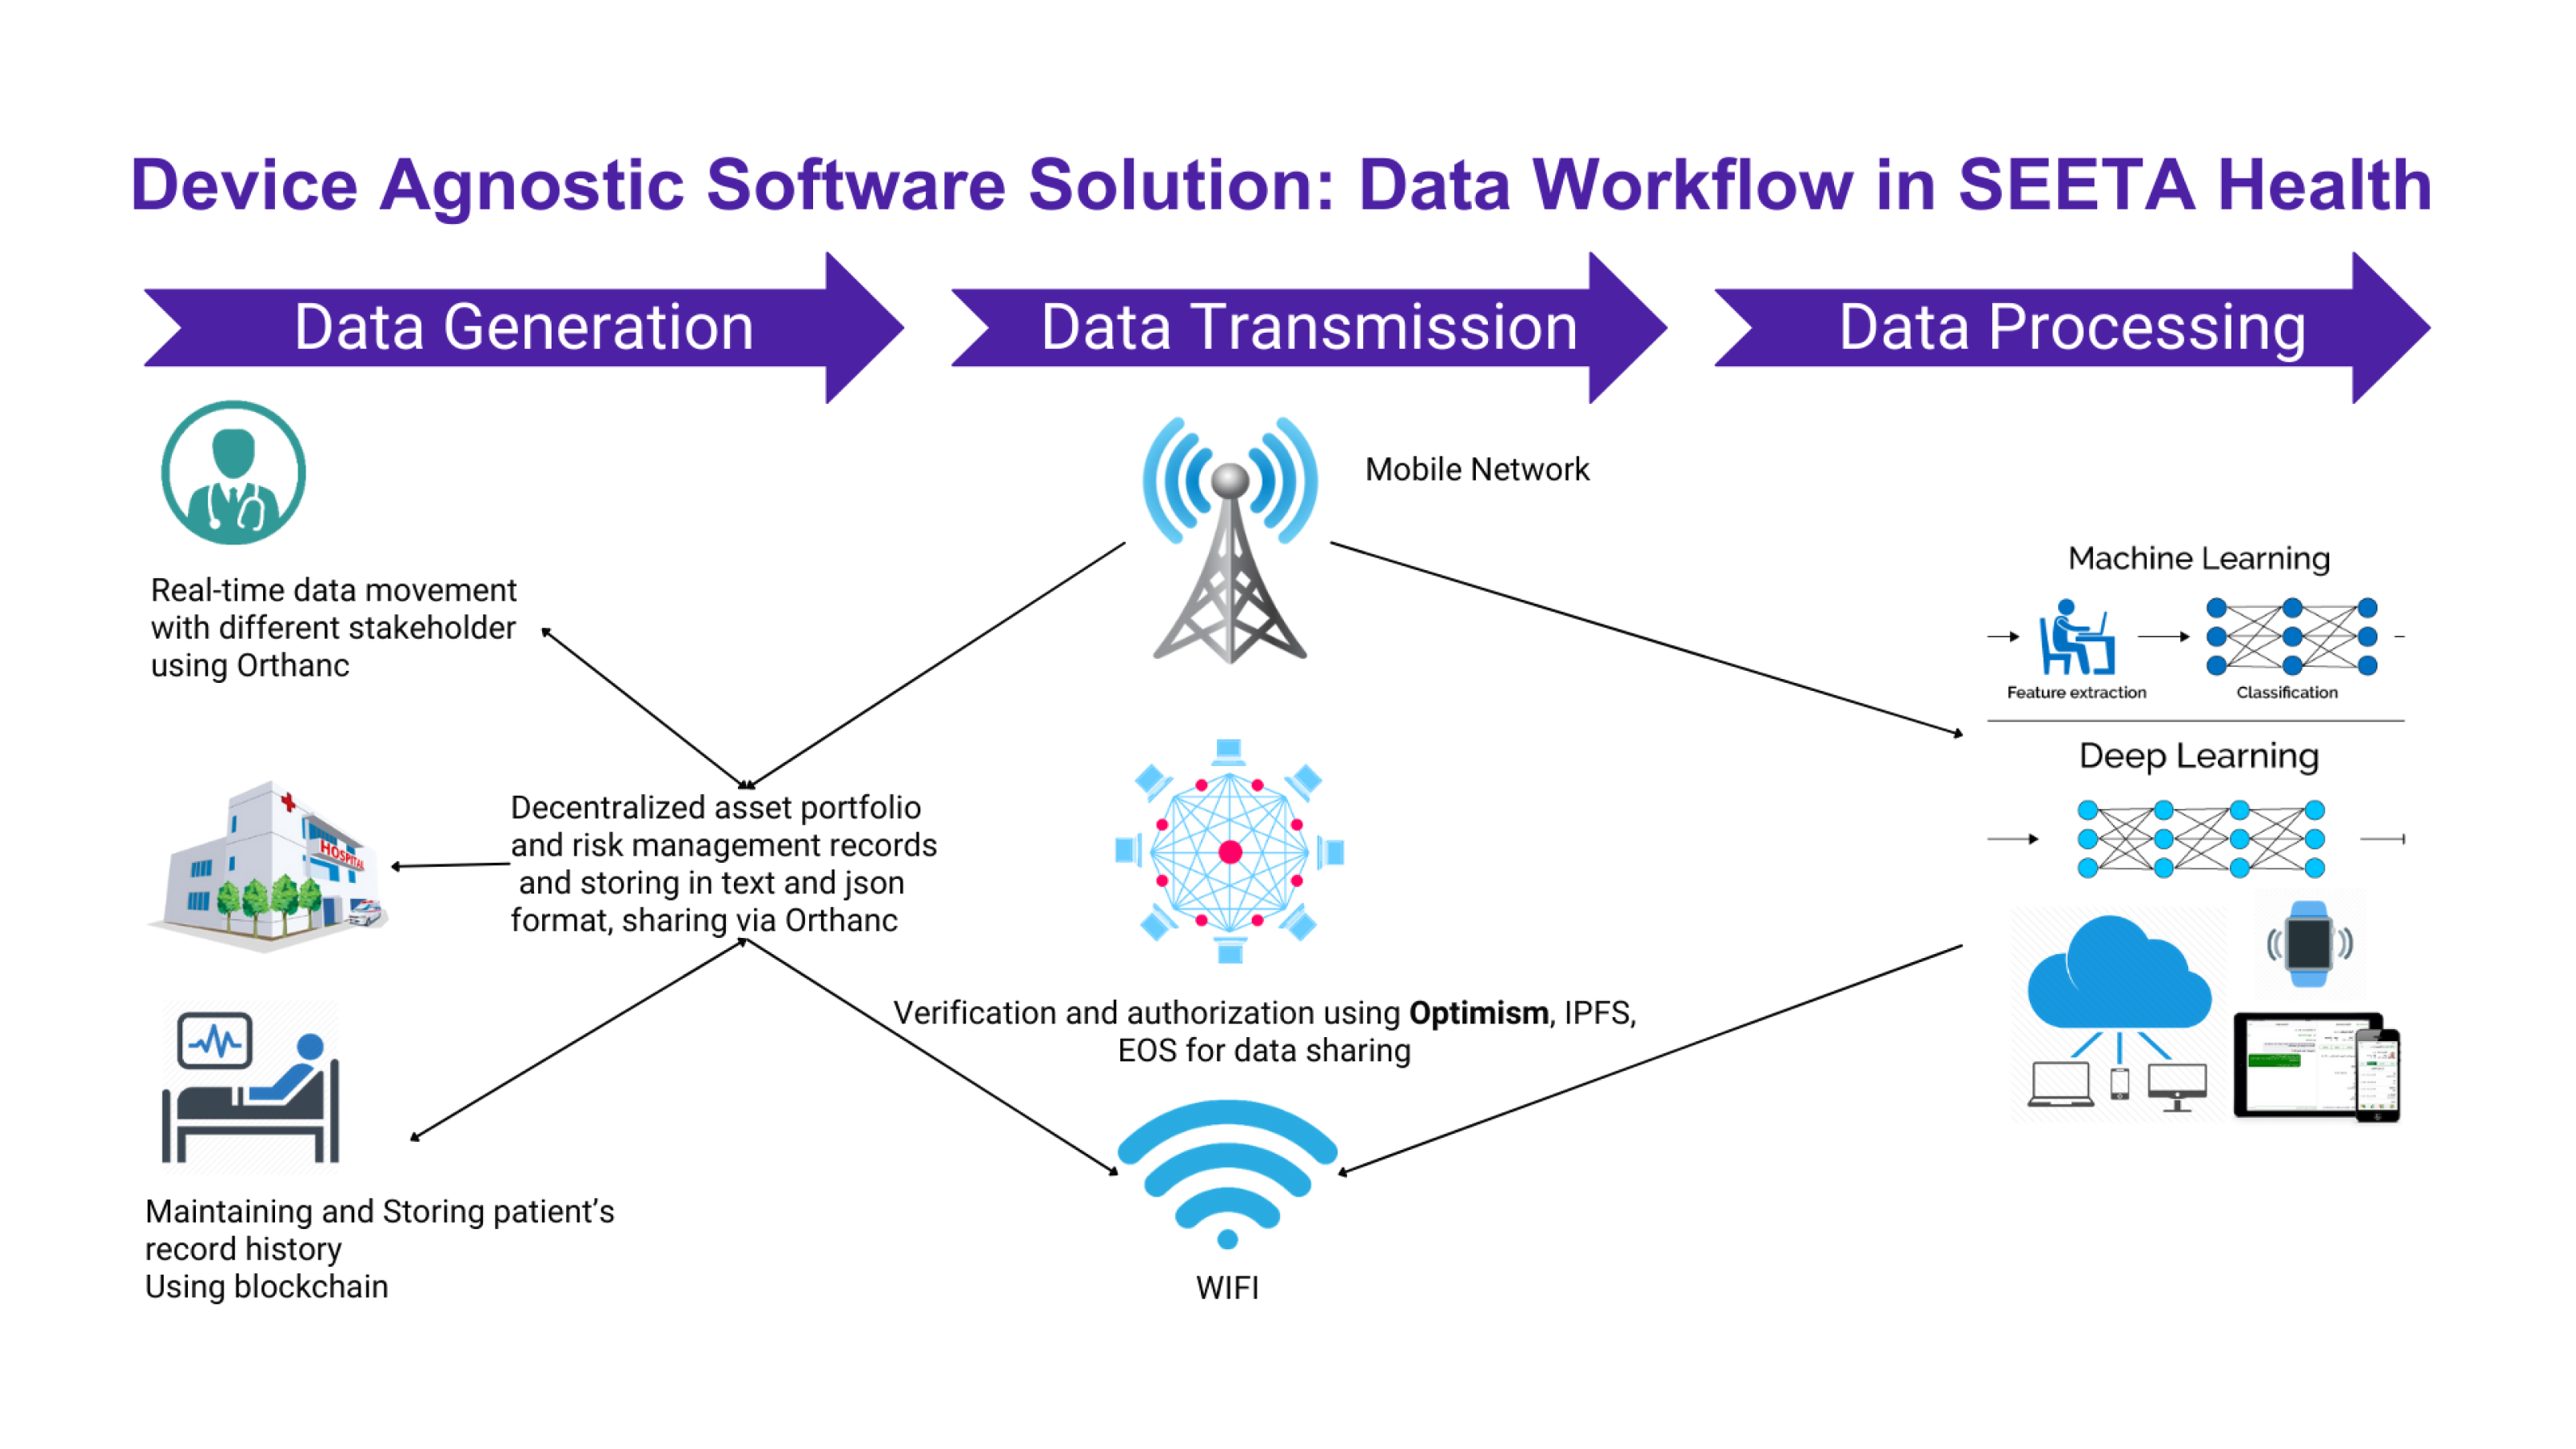 Device Agnostic Software Solution: Data Workflow in SEETA Health
Data Generation
Data Transmission
Data Processing
Real-time data movement
with different stakeholder
using Orthanc
HOSPITAL
Decentralized asset portfolio
and risk management records
and storing in text and json
format, sharing via Orthanc
Maintaining and Storing patient's
record history
Using blockchain
Mobile Network
Verification and authorization using Optimism, IPFS,
EOS for data sharing
WIFI
Machine Learning
Feature extraction
Classification
Deep Learning